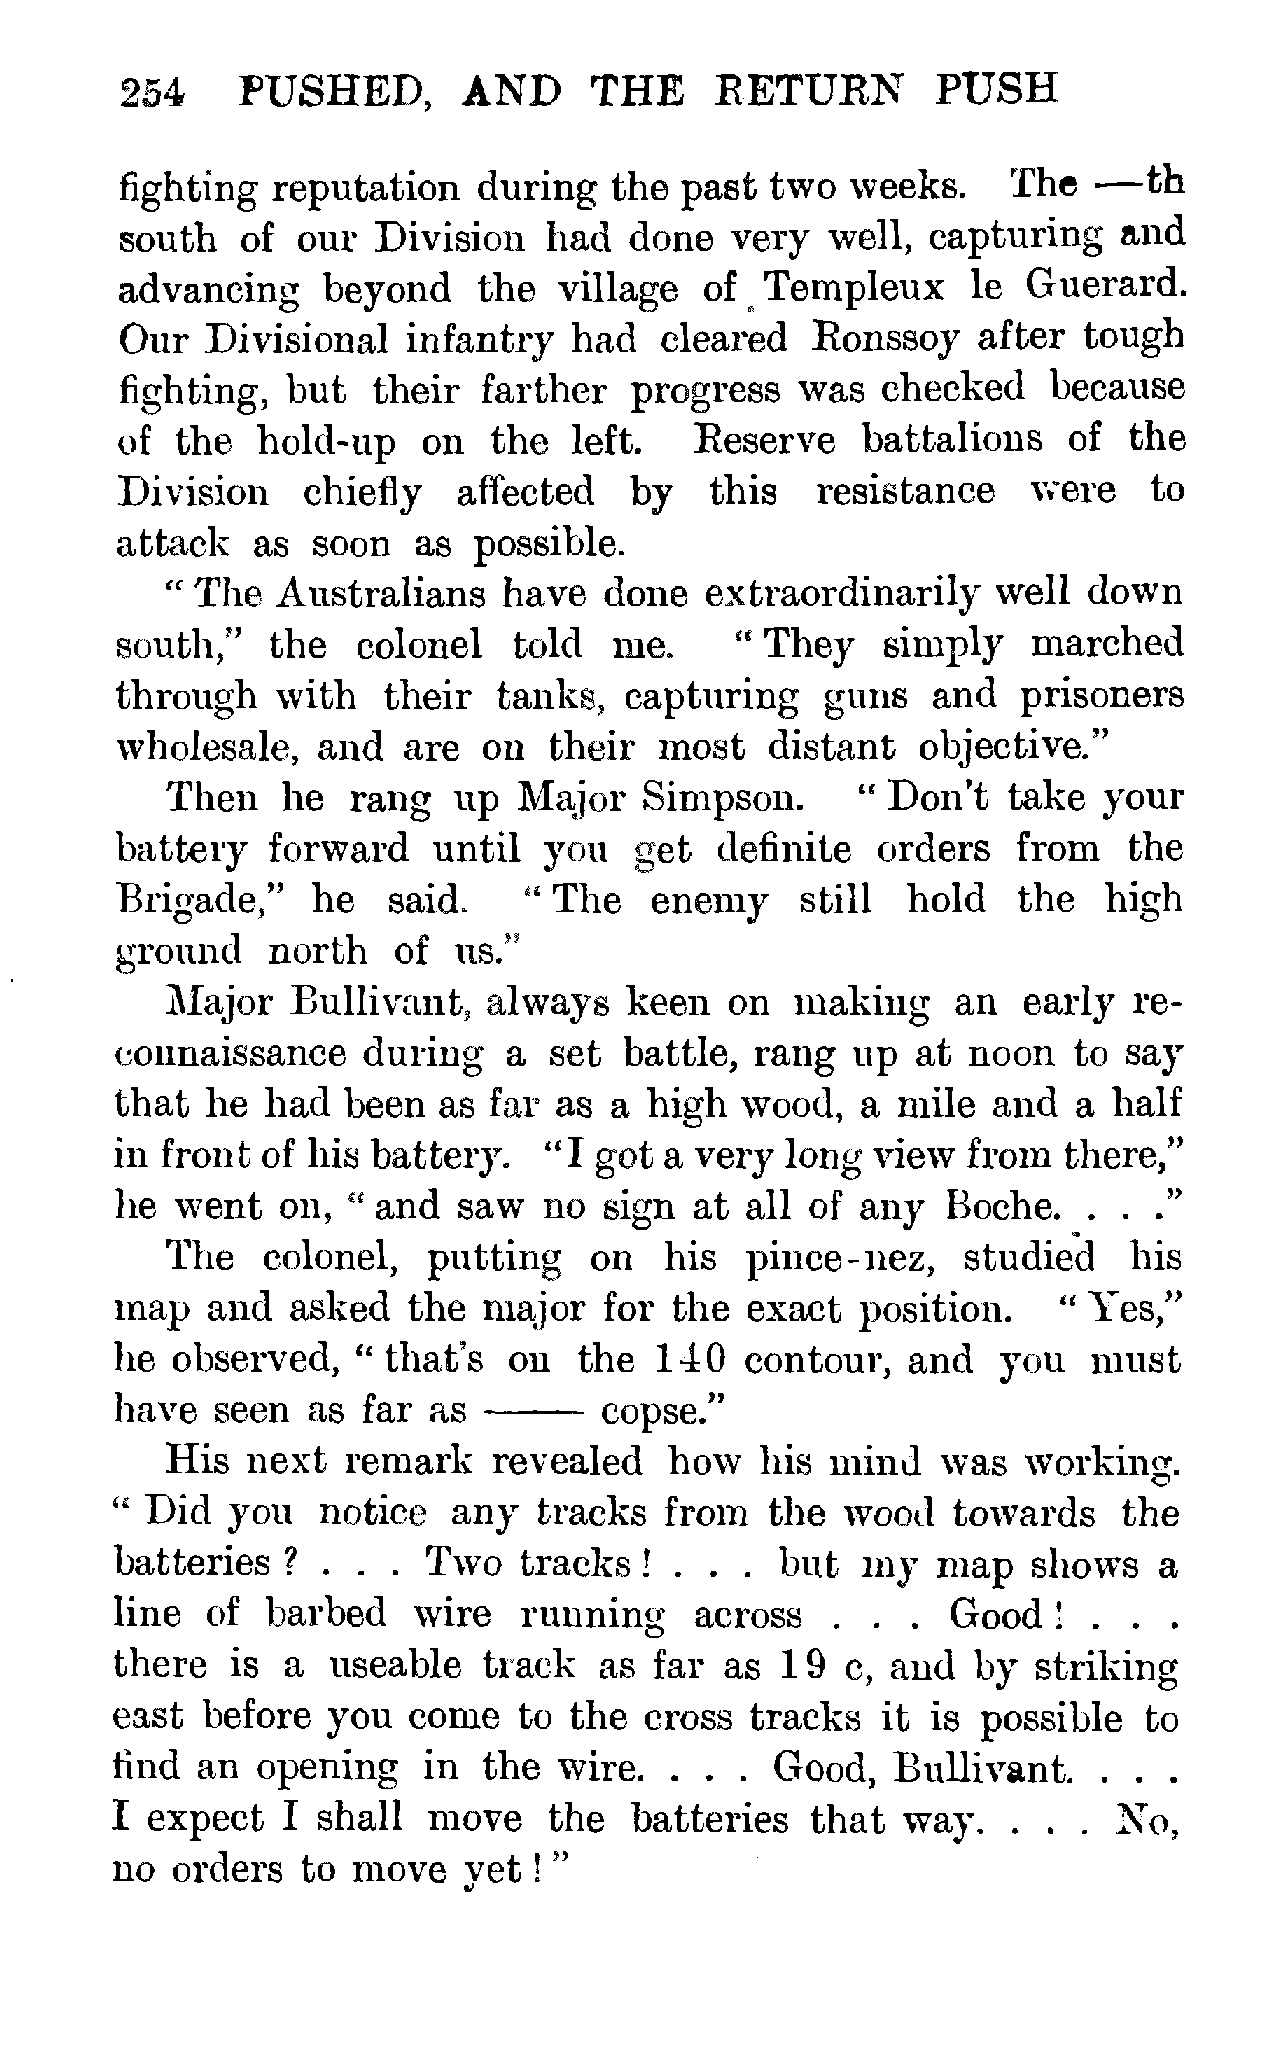 254 PUSHED, AND THE RETURN PUSH
fighting reputation during the past two weeks. The —th
south of our Division had done very well, capturing and
advancing beyond the village of Templeux le Guerard.
Our Divisional infantry had cleared Ronssoy after tough
fighting, but their farther progress was checked because
of the hold-up on the left. Reserve battalions of the
Division chiefly affected by this resistance were to
attack as soon as possible.
" The Australians have done extraordinarily well down
south," the colonel told me. " They simply marched
through with their tanks, capturing guns and prisoners
wholesale, and are on their most distant objective."
Then he rang up Major Simpson. " Don't take your
battery forward until you get definite orders from the
Brigade," he said. " The enemy still hold the high
ground north of us."
Major Bullivant, always keen on making an early re-
connaissance during a set battle, rang up at noon to say
that he had been as far as a high wood, a mile and a half
in front of his battery. "I got a very long view from there,"
he went on, " and saw no sign at all of any Boche. . . ."
The colonel, putting on his pince-nez, studied his
map and asked the major for the exact position. " Yes,"
he observed, " that's on the 140 contour, and you must
have seen as far as —— copse."
His next remark revealed how his mind was working.
" Did you notice any tracks from the wood towards the
batteries ? . . . Two tracks ! . . . but my map shows a
line of barbed wire running across . . . Good ! . . .
there is a useable track as far as 19 c, and by striking
east before you come to the cross tracks it is possible to
find an opening in the wire. . . . Good, Bullivant. . . .
I expect I shall move the batteries that way. . . . No,
no orders to move yet ! "